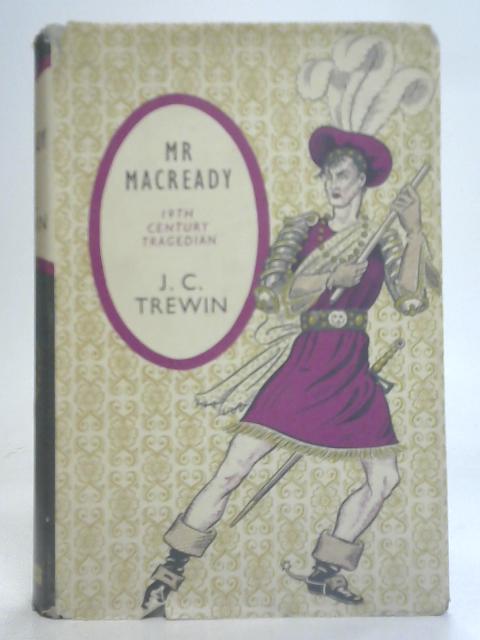 MR
MACREADY
19TH
CENTURY
TRAGEDIAN
J. C.
TREWIN